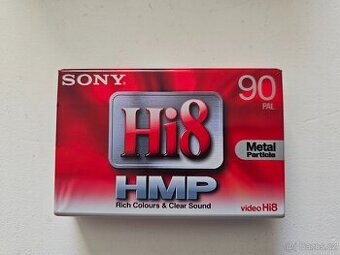 SONY
90
PAL
Hi8
Metal
Particle
HMP
Rich Colours & Clear Sound
video Hi8